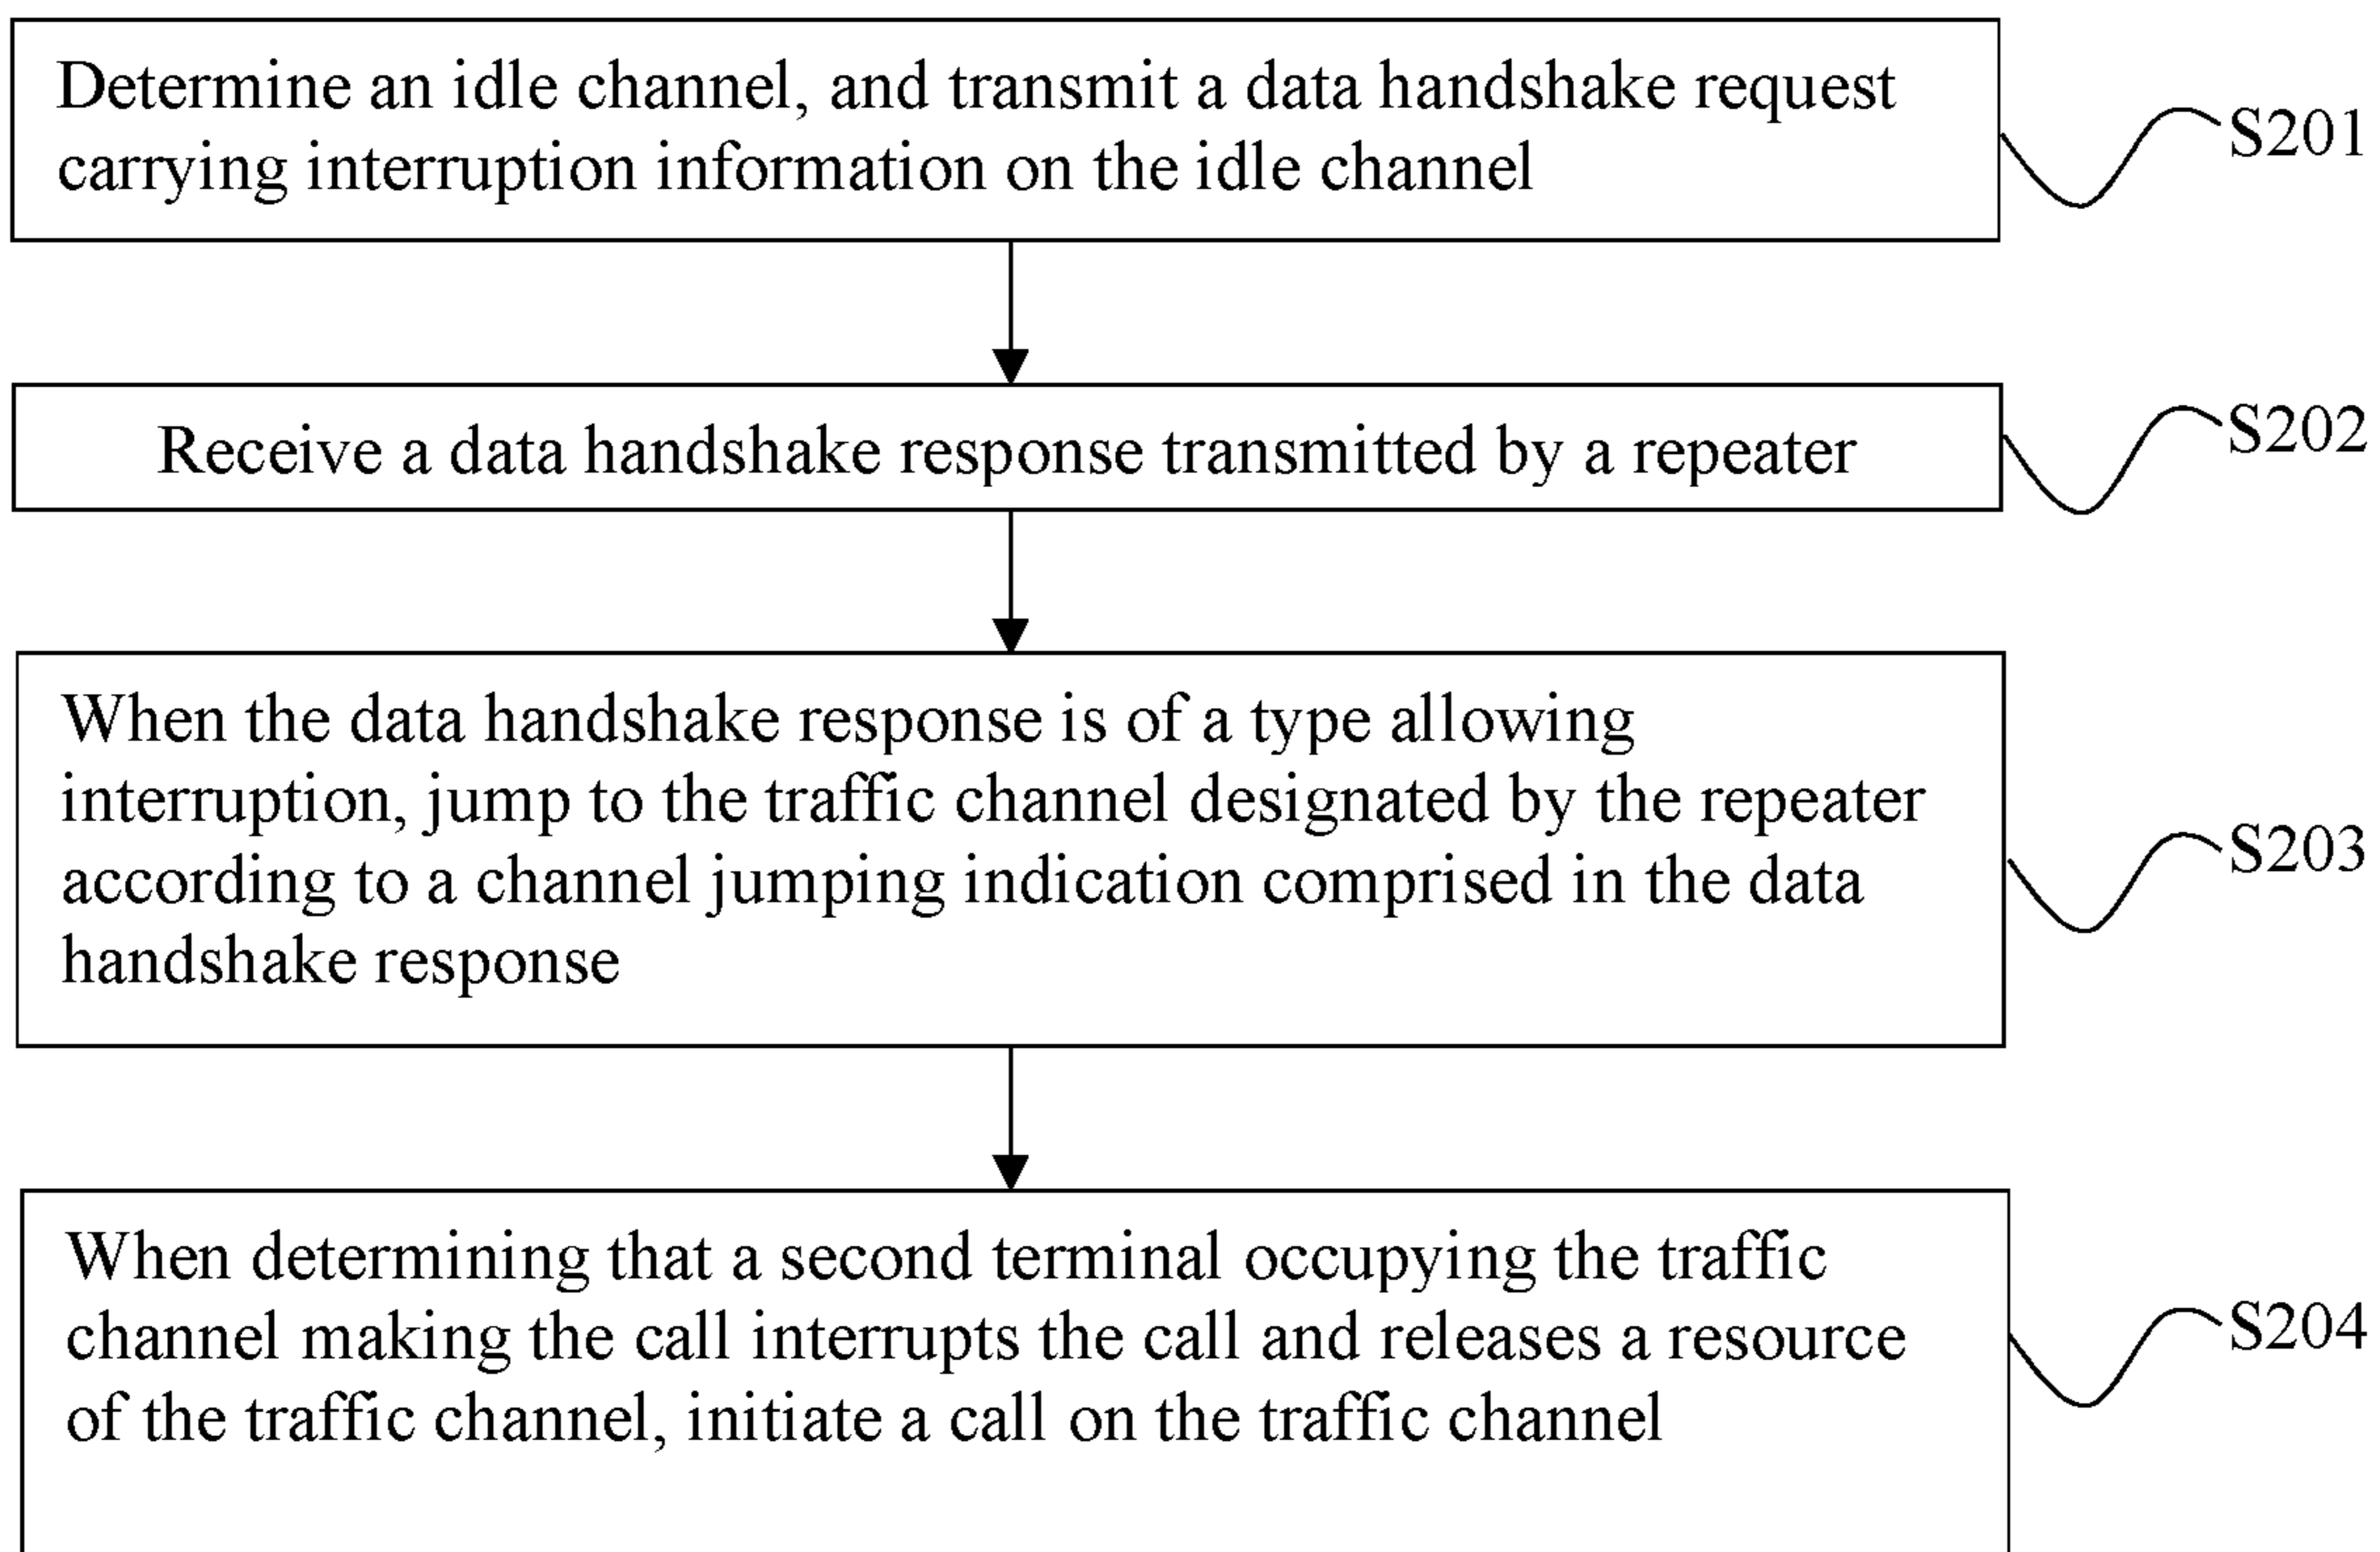 Determine an idle channel, and transmit a data handshake request
carrying interruption information on the idle channel
S201
Receive a data handshake response transmitted by a repeater
S202
When the data handshake response is of a type allowing
interruption, jump to the traffic channel designated by the repeater
according to a channel jumping indication comprised in the data
handshake response
S203
When determining that a second terminal occupying the traffic
channel making the call interrupts the call and releases a resource
of the traffic channel, initiate a call on the traffic channel
S204